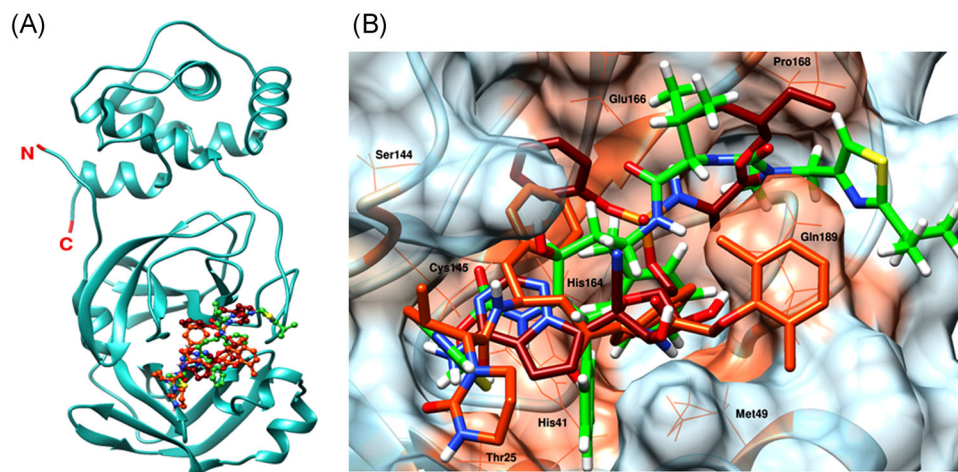 (A)
(B)
Pro168
Glu166
Ser144
N
C
Gln189
Cys145
His164
Met49
His41
Thr25